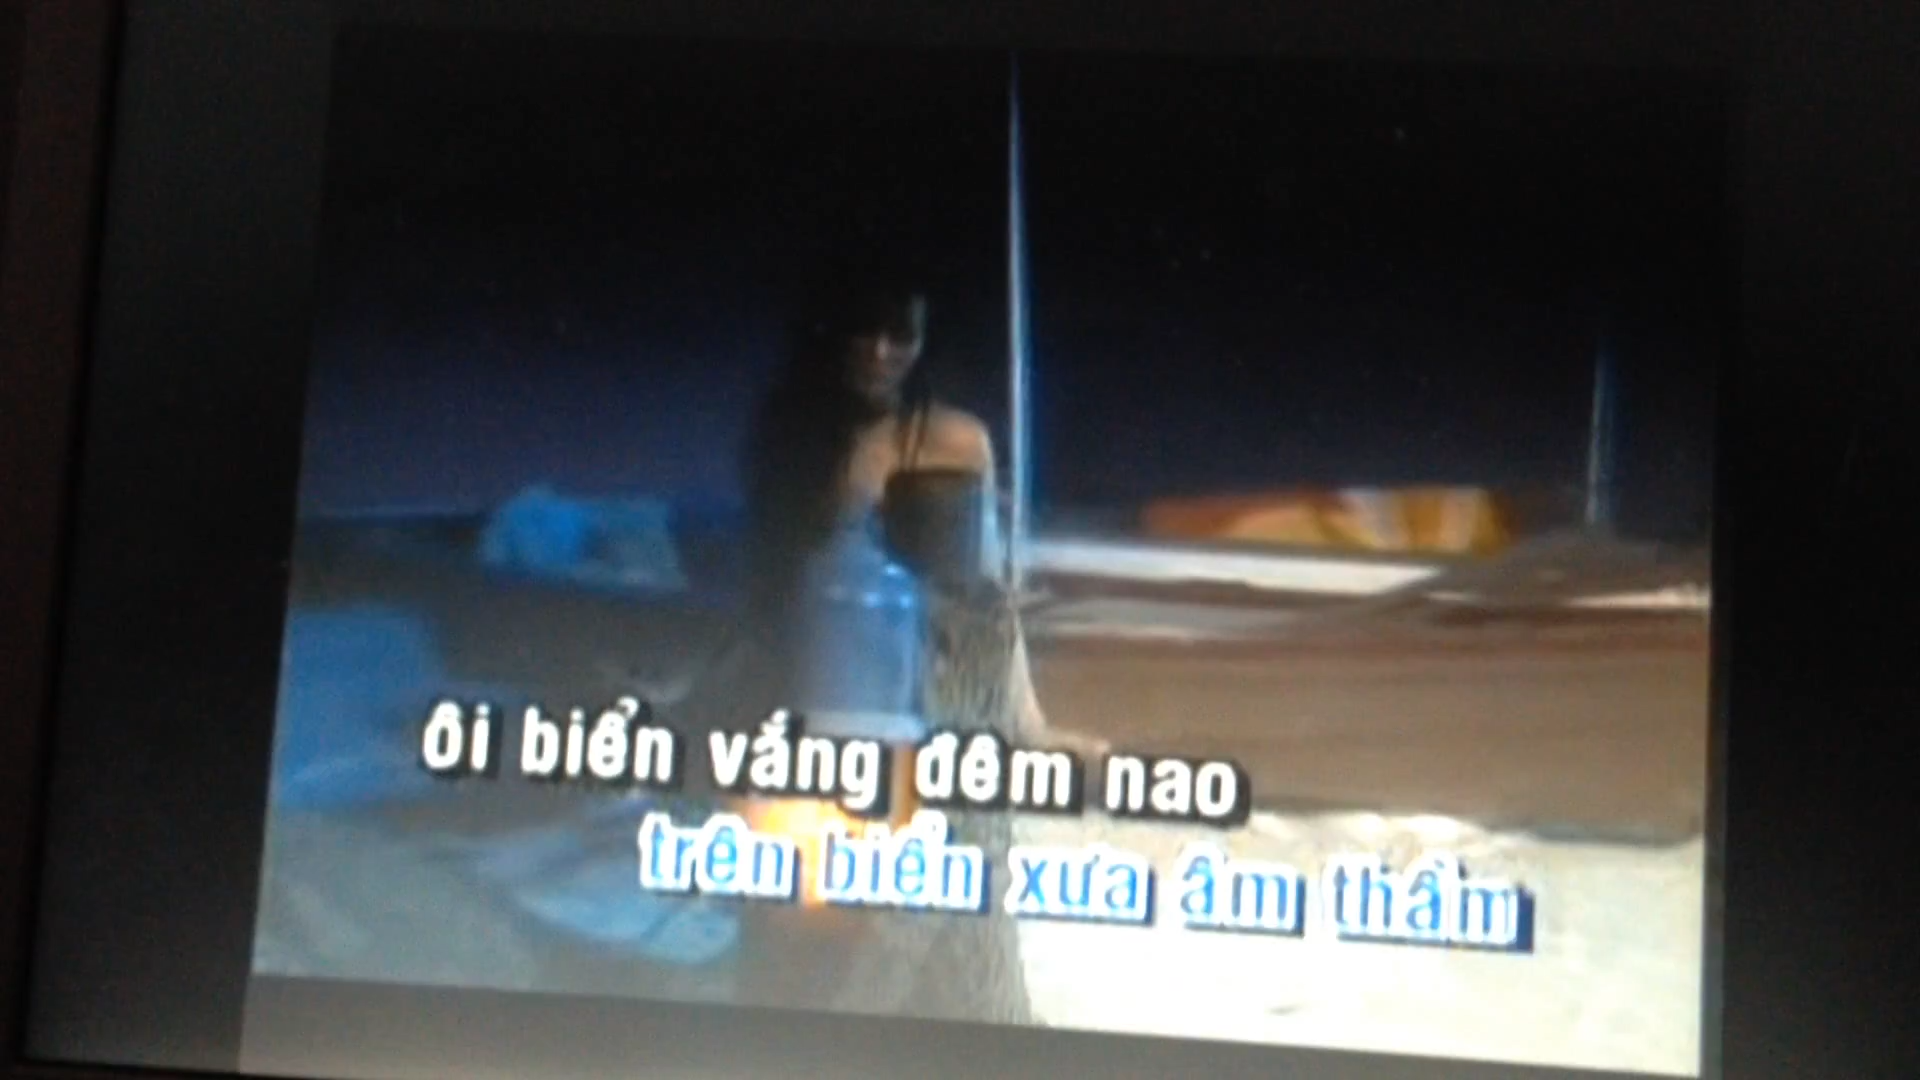 ôi biển vắng đêm nao
trên biển xưa âm thầm